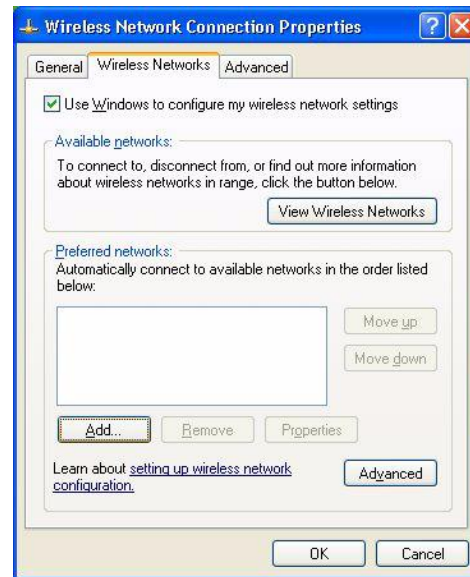 Wireless Network Connection Properties
General Wireless Networks Advanced
Use Windows to configure my wireless network settings
Available networks:
To connect to, disconnect from, or find out more information
about wireless networks in range, click the button below.
View Wireless Networks
Preferred networks:
Automatically connect to available networks in the order listed
below:
Move up
Move down
Add... Remove Properties
Learn about setting up wireless network
configuration.
Advanced
OK Cancel